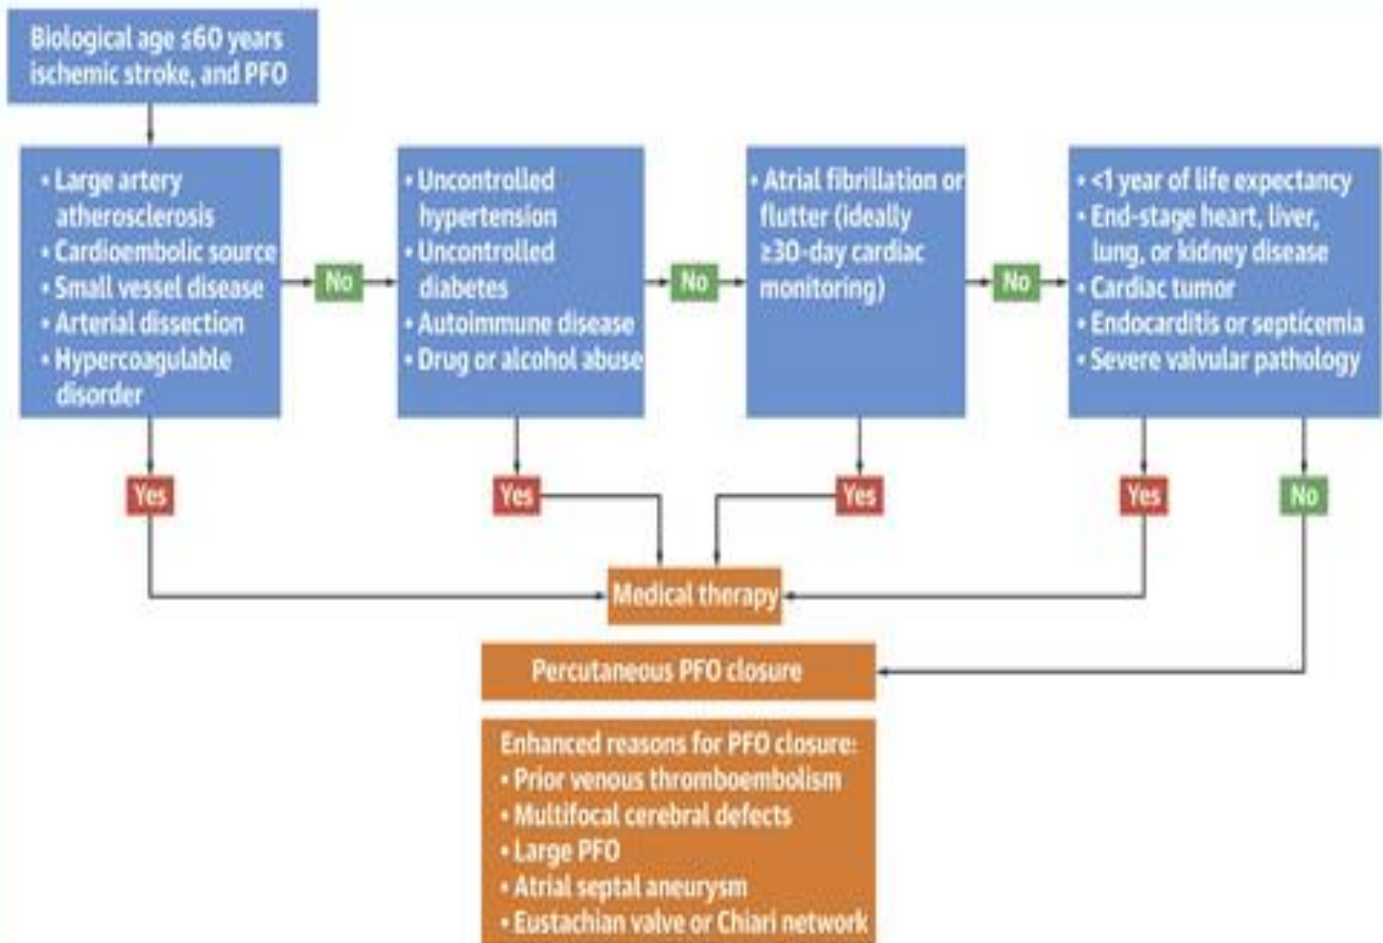 Biological age ≤60 years
ischemic stroke, and PFO
• Large artery
atherosclerosis
• Cardioembolic source
• Small vessel disease
• Arterial dissection
• Hypercoagulable
disorder
No
• Uncontrolled
hypertension
• Uncontrolled
diabetes
• Autoimmune disease
• Drug or alcohol abuse
No
• Atrial fibrillation or
flutter (ideally
≥30-day cardiac
monitoring)
No
• <1 year of life expectancy
• End-stage heart, liver,
lung, or kidney disease
• Cardiac tumor
• Endocarditis or septicemia
• Severe valvular pathology
Yes
Yes
Yes
Yes
No
Medical therapy
Percutaneous PFO closure
Enhanced reasons for PFO closure:
• Prior venous thromboembolism
• Multifocal cerebral defects
• Large PFO
• Atrial septal aneurysm
• Eustachian valve or Chiari network